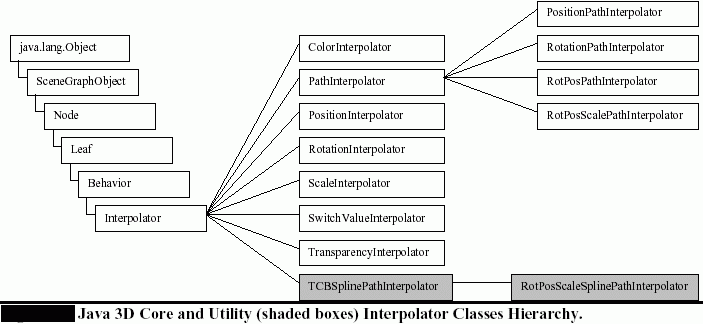 java.lang.Object
SceneGraphObject
Node
Leaf
Behavior
Interpolator
ColorInterpolator
PathInterpolator
PositionInterpolator
RotationInterpolator
ScaleInterpolator
SwitchValueInterpolator
TransparencyInterpolator
TCBSplinePathInterpolator
PositionPathInterpolator
RotationPathInterpolator
RotPosPathInterpolator
RotPosScalePathInterpolator
RotPosScaleSplinePathInterpolator
Java 3D Core and Utility (shaded boxes) Interpolator Classes Hierarchy.